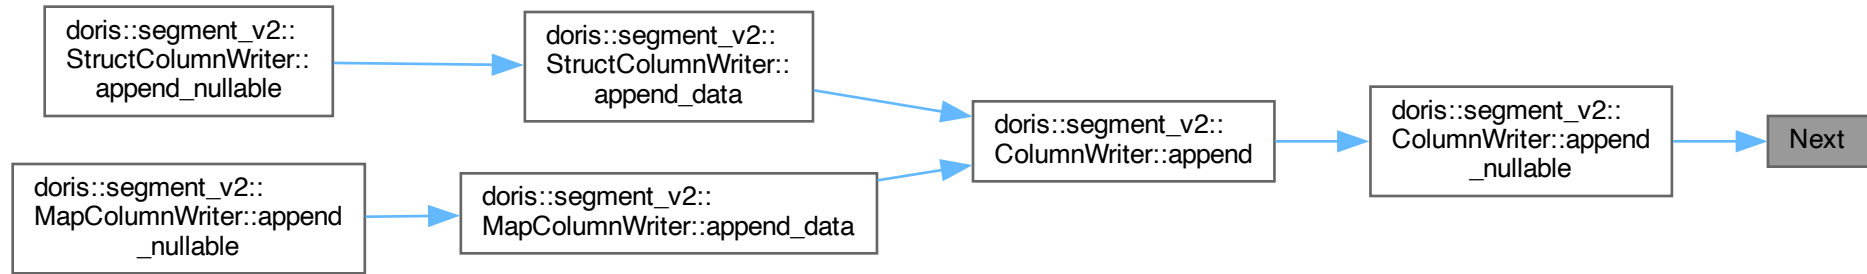 doris::segment_v2::
StructColumnWriter::
append_nullable
doris::segment_v2::
StructColumnWriter::
append_data
doris::segment_v2::
MapColumnWriter::append
_nullable
doris::segment_v2::
MapColumnWriter::append_data
doris::segment_v2::
ColumnWriter::append
doris::segment_v2::
ColumnWriter::append
_nullable
Next